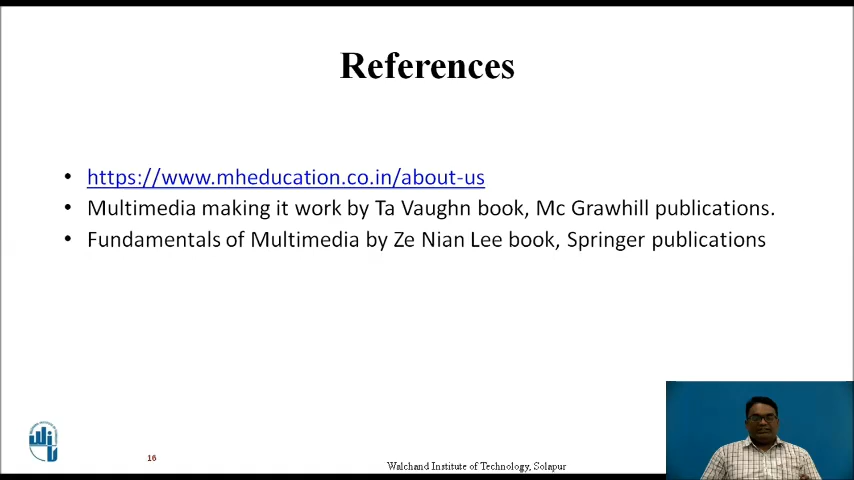 References
https://www.mheducation.co.in/about-us
Multimedia making it work by Ta Vaughn book, Mc Grawhill publications.
Fundamentals of Multimedia by Ze Nian Lee book, Springer publications
16
Walchand Institute of Technology, Solapur